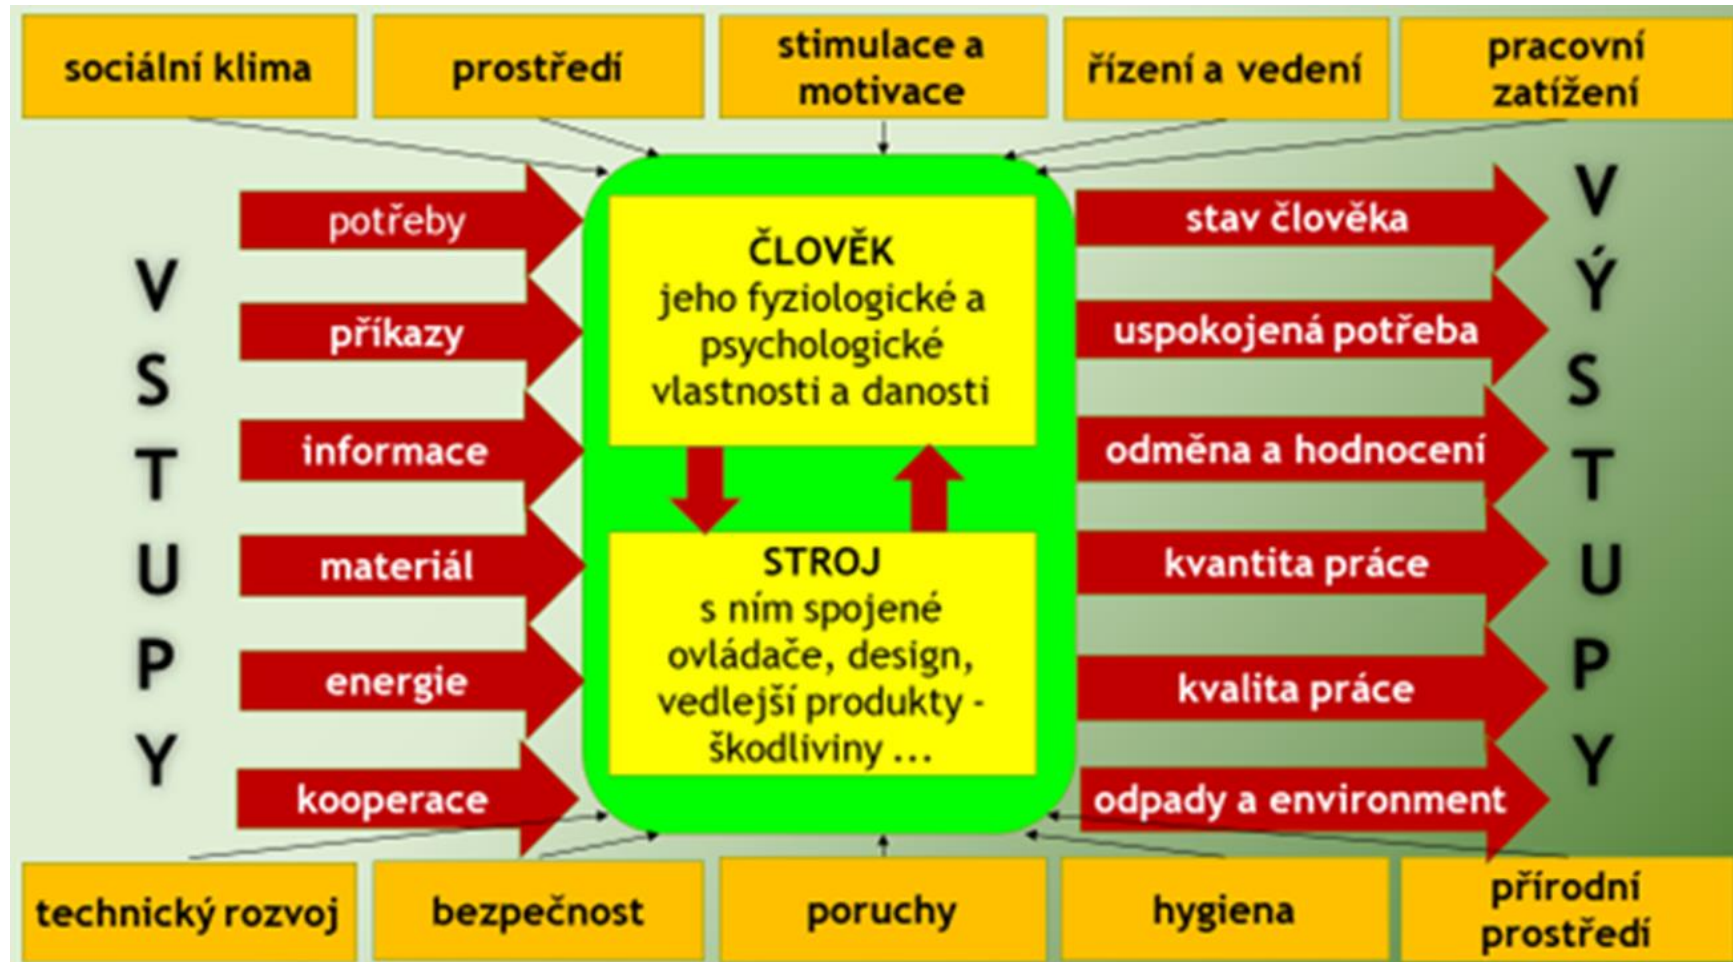 sociální klima
prostředí
stimulace a
motivace
řízení a vedení
pracovní
zatížení
VSTUPY
potřeby
příkazy
informace
materiál
energie
kooperace
ČLOVĚK
jeho fyziologické a
psychologické
vlastnosti a danosti
STROJ
s ním spojené
ovládače, design,
vedlejší produkty -
škodliviny ...
stav člověka
uspokojená potřeba
odměna a hodnocení
kvantita práce
kvalita práce
odpady a environment
VÝSTUPY
technický rozvoj
bezpečnost
poruchy
hygiena
přírodní
prostředí